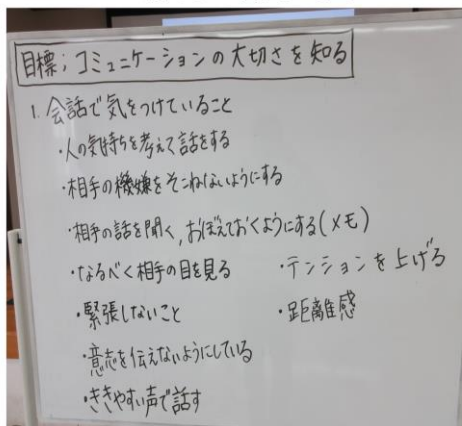 目標；コミュニケーションの大切さを知る
1. 会話で気をつけていること
・人の気持ちを考えて話をする
・相手の機嫌をそこねないようにする
・相手の話を聞く，おぼえておくようにする(メモ)
・なるべく相手の目を見る
・テンションを上げる
・緊張しないこと
・距離感
・意志を伝えないようにしている
・ききやすい声で話す